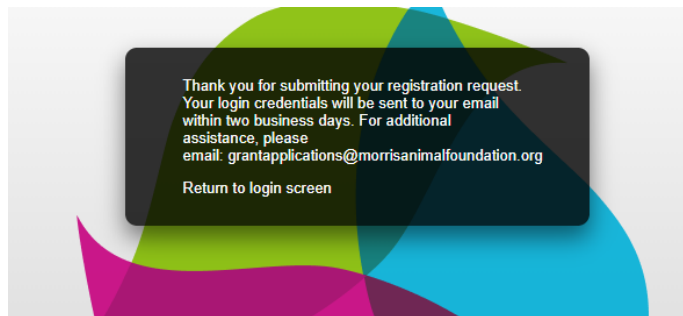 Thank you for submitting your registration request.
Your login credentials will be sent to your email
within two business days. For additional
assistance, please
email: grantapplications@morrisanimalfoundation.org
Return to login screen